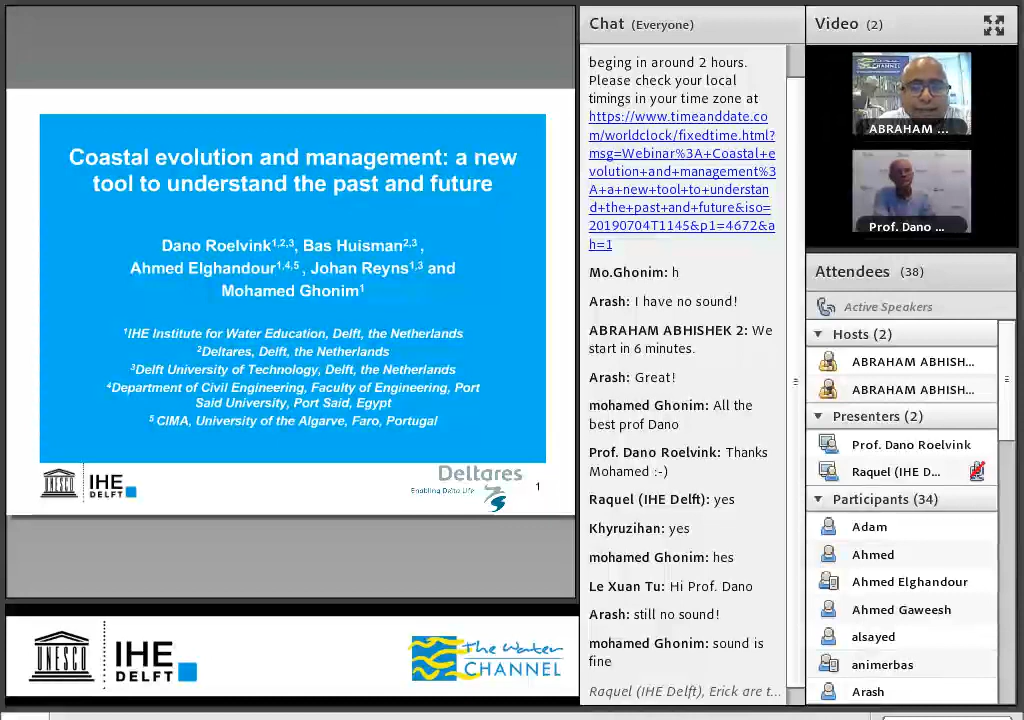 Coastal evolution and management: a new
tool to understand the past and future
Dano Roelvink1,2,3, Bas Huisman2,3 ,
Ahmed Elghandour1,4,5 , Johan Reyns1,3 and
Mohamed Ghonim1
1IHE Institute for Water Education, Delft, the Netherlands
2Deltares, Delft, the Netherlands
3Delft University of Technology, Delft, the Netherlands
4Department of Civil Engineering, Faculty of Engineering, Port
Said University, Port Said, Egypt
5 CIMA, University of the Algarve, Faro, Portugal
UNESCO
IHE
DELFT
Deltares
Enabling Delta Life
1
UNESCO
IHE
DELFT
the Water
CHANNEL
Chat (Everyone)
beging in around 2 hours.
Please check your local
timings in your time zone at
https://www.timeanddate.co
m/worldclock/fixedtime.html?
msg=Webinar%3A+Coastal+e
volution+and+management%3
A+a+new+tool+to+understan
d+the+past+and+future&iso=
20190704T1145&p1=4672&a
h=1
Mo.Ghonim: h
Arash: I have no sound!
ABRAHAM ABHISHEK 2: We
start in 6 minutes.
Arash: Great!
mohamed Ghonim: All the
best prof Dano
Prof. Dano Roelvink: Thanks
Mohamed :-)
Raquel (IHE Delft): yes
Khyruzihan: yes
mohamed Ghonim: hes
Le Xuan Tu: Hi Prof. Dano
Arash: still no sound!
mohamed Ghonim: sound is
fine
Raquel (IHE Delft), Erick are t...
Video (2)
CHANNEL
ABRAHAM ...
Prof. Dano ...
Attendees (38)
Active Speakers
Hosts (2)
ABRAHAM ABHISH...
ABRAHAM ABHISH...
Presenters (2)
Prof. Dano Roelvink
Raquel (IHE D...
Participants (34)
Adam
Ahmed
Ahmed Elghandour
Ahmed Gaweesh
alsayed
animerbas
Arash